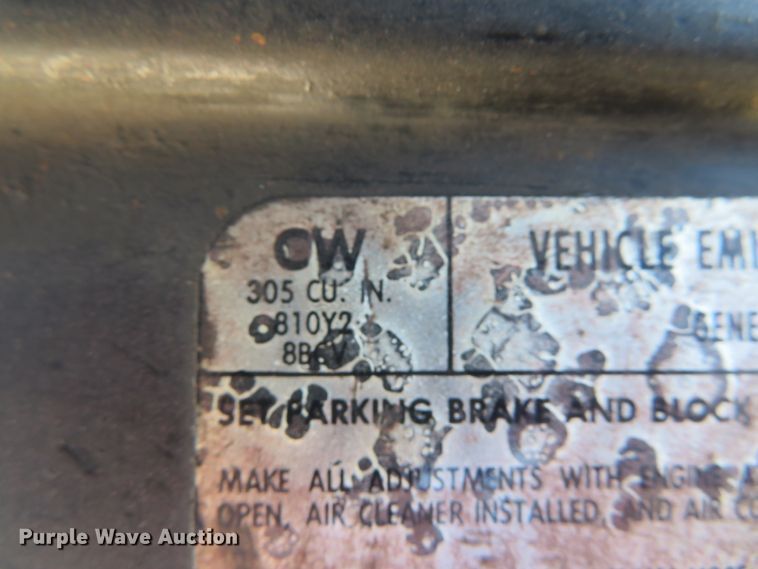 CW
305 CU. IN.
810Y2
VEHICLE
SET PARKING BRAKE AND BLOCK
MAKE ALL ADJUSTMENTS WITH ENGINE
OPEN, AIR CLEANER INSTALLED, AND AIR
Purple Wave Auction